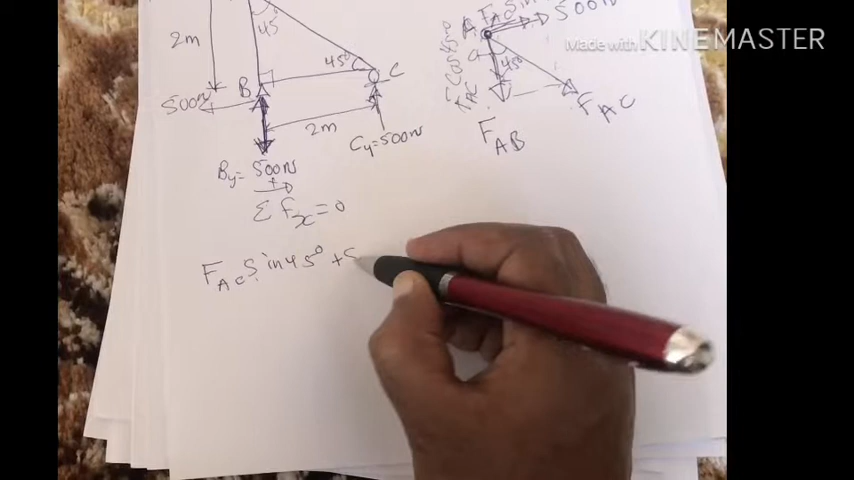 2m
45°
45°
B
C
500N
2m
Cy=500N
By= 500N
+
Σ Fx = 0
FAC Sin45° + 5
A
500N
45°
FAC
FAB
Made with KINEMASTER